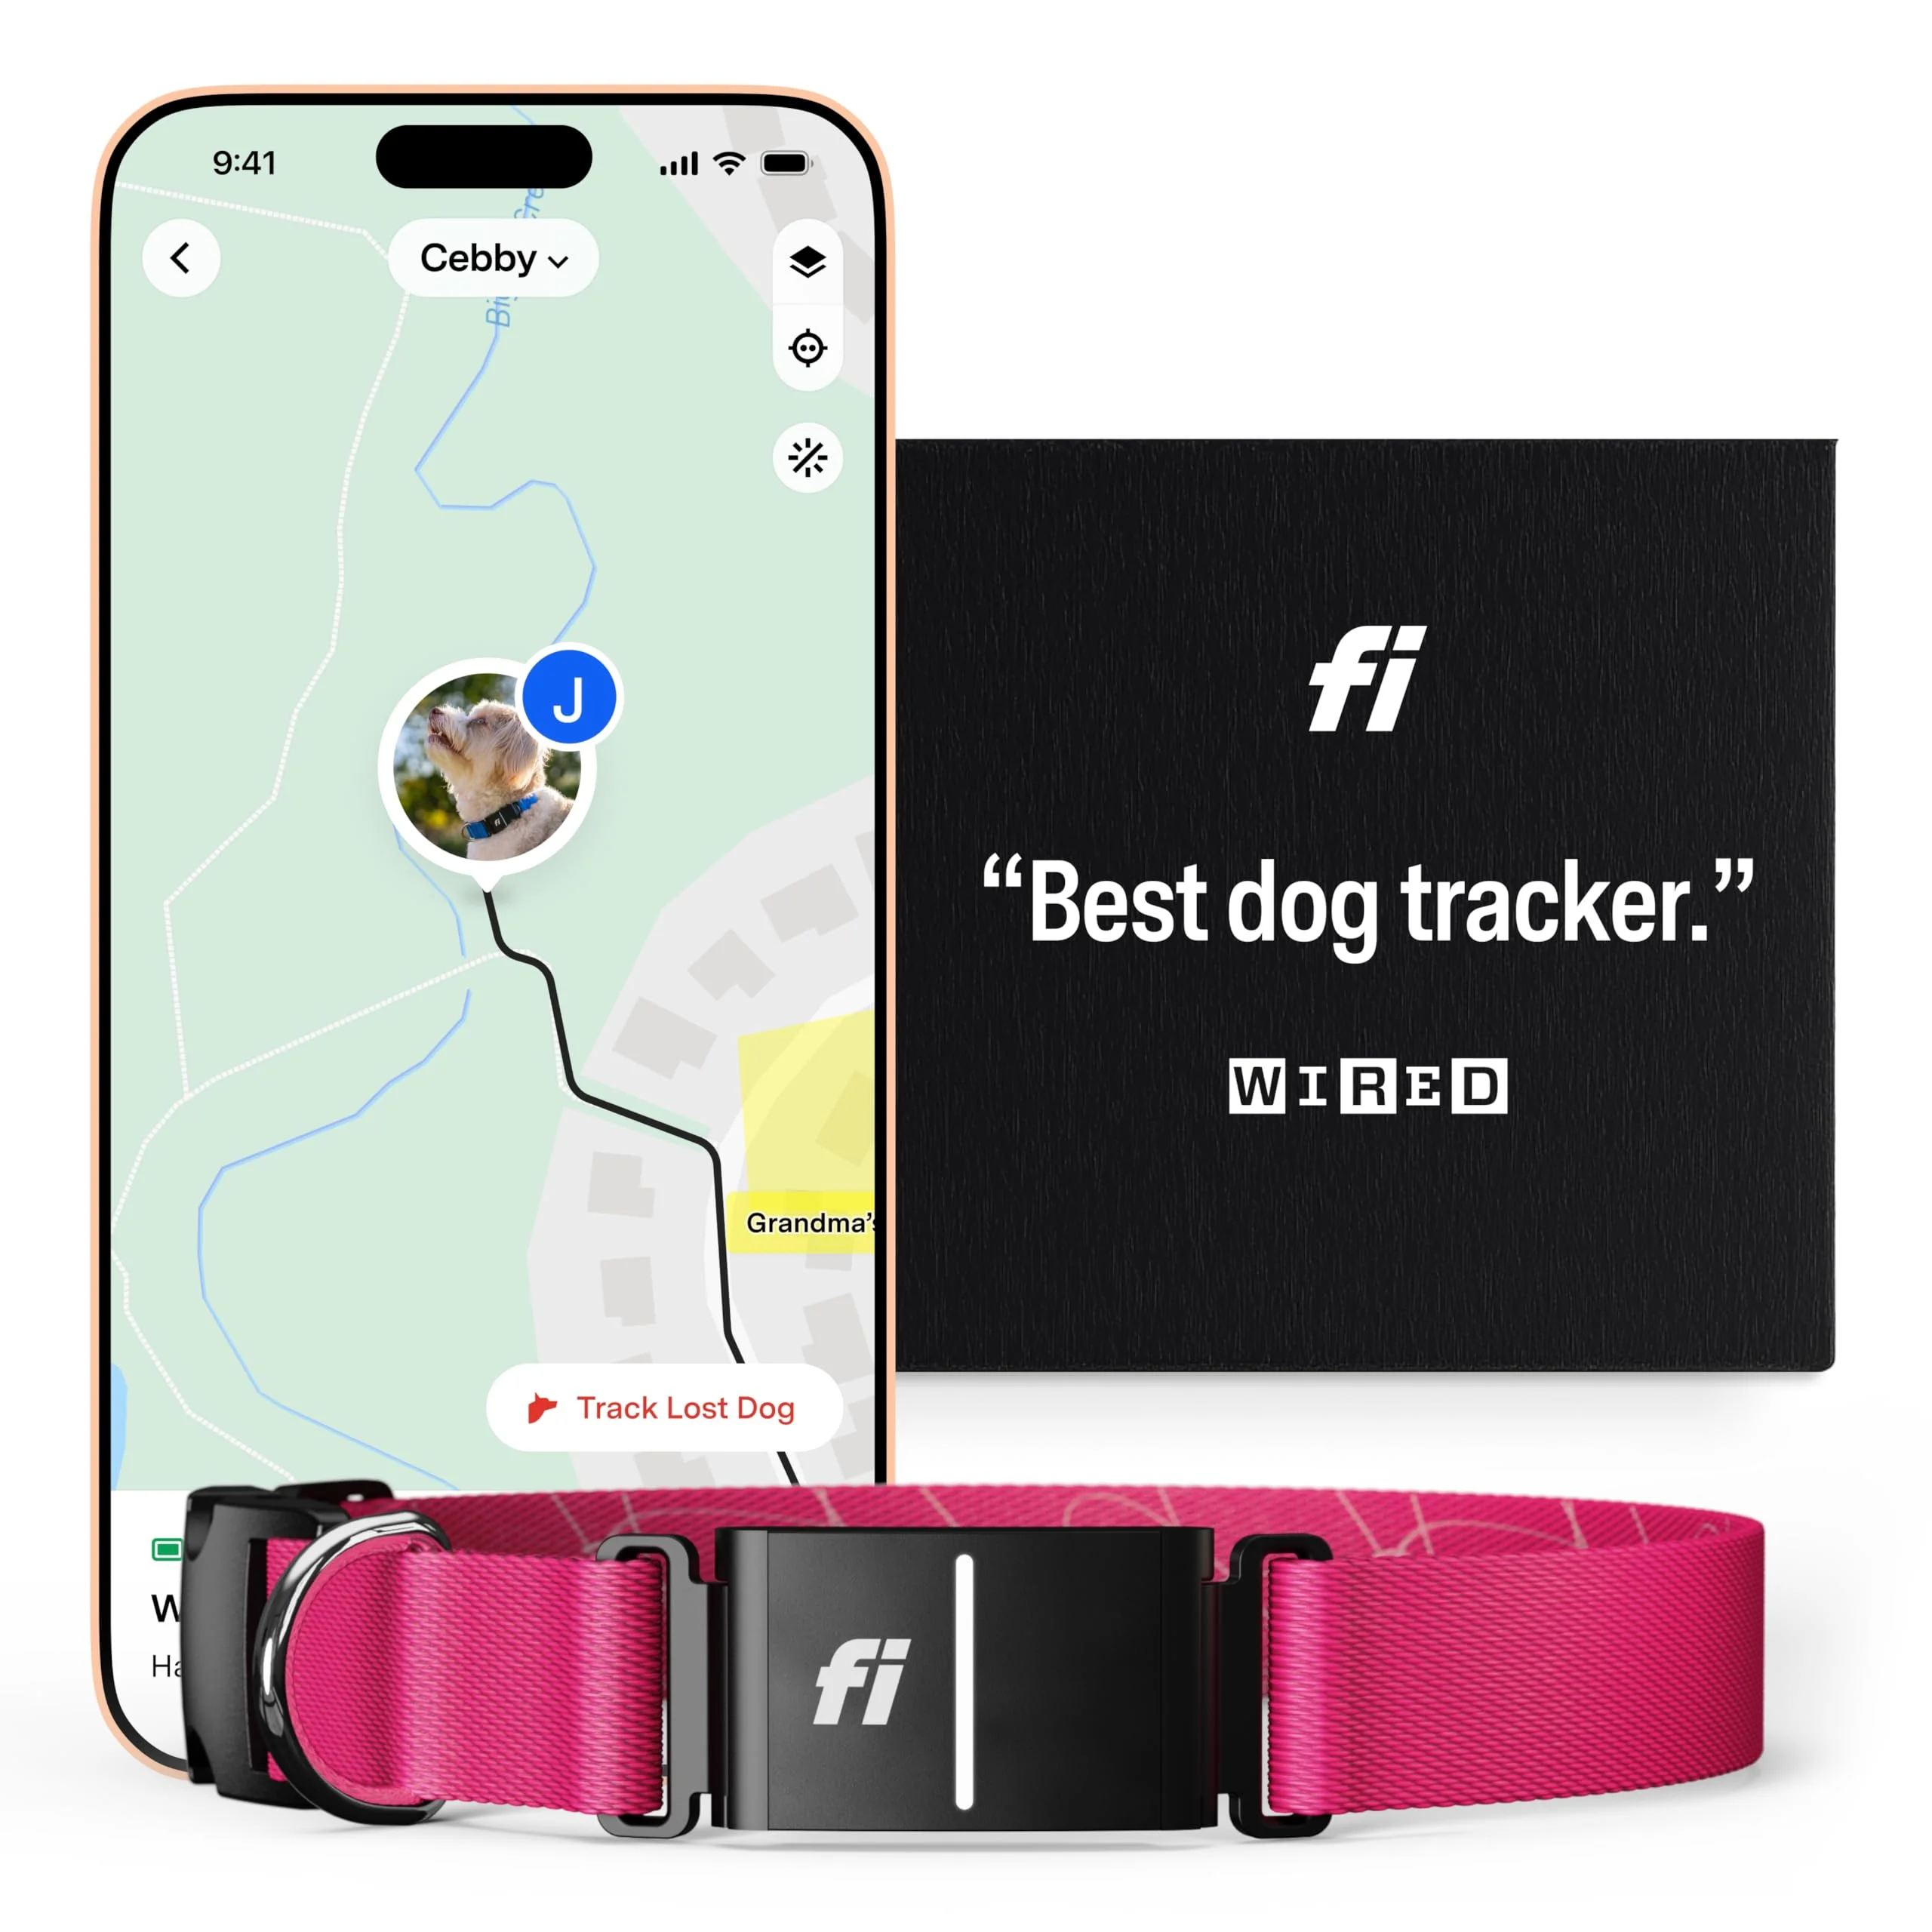 9:41
Cebby
J
Grandma's
Track Lost Dog
fi
“Best dog tracker.”
WIRED
fi